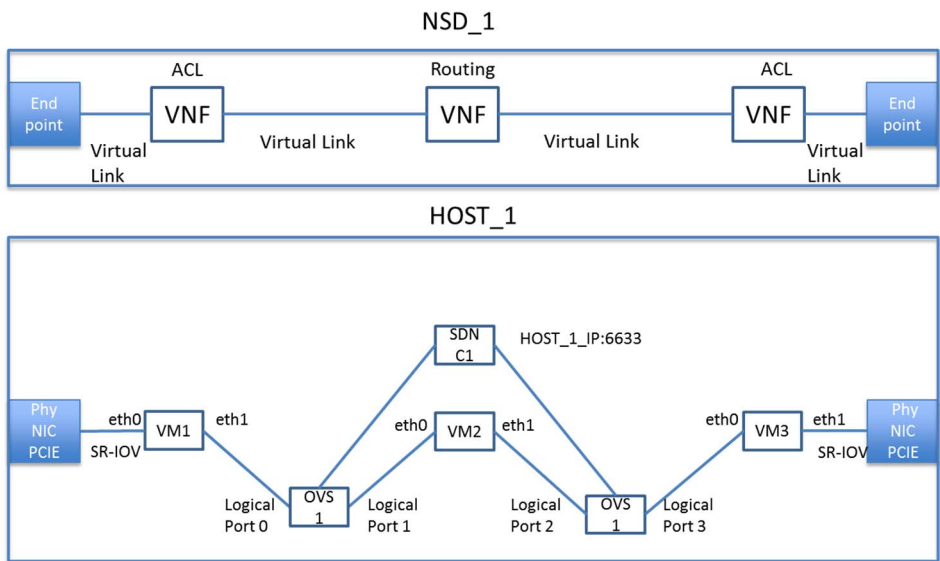 NSD_1
ACL
Routing
ACL
End
point
VNF
VNF
VNF
End
point
Virtual
Link
Virtual Link
Virtual Link
Virtual
Link
HOST_1
SDN
C1
HOST_1_IP:6633
Phy
NIC
PCIE
eth0
SR-IOV
VM1
eth1
eth0
VM2
eth1
eth0
VM3
eth1
SR-IOV
Phy
NIC
PCIE
Logical
Port 0
OVS
1
Logical
Port 1
Logical
Port 2
OVS
1
Logical
Port 3